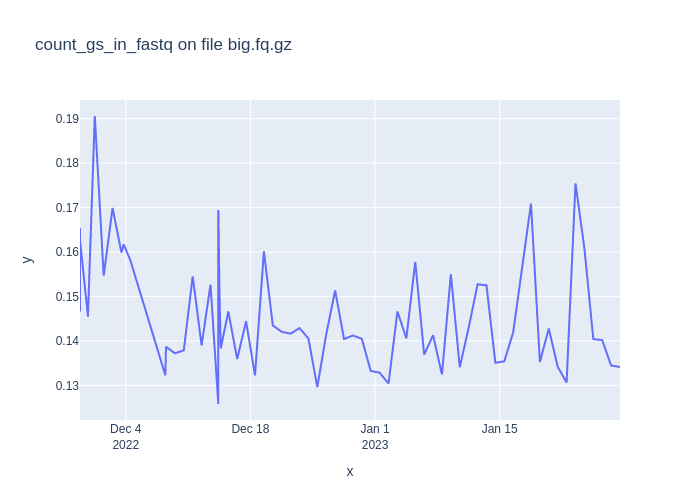 count_gs_in_fastq on file big.fq.gz
0.19
0.18
0.17
0.16
0.15
0.14
0.13
y
Dec 4
2022
Dec 18
Jan 1
2023
Jan 15
x